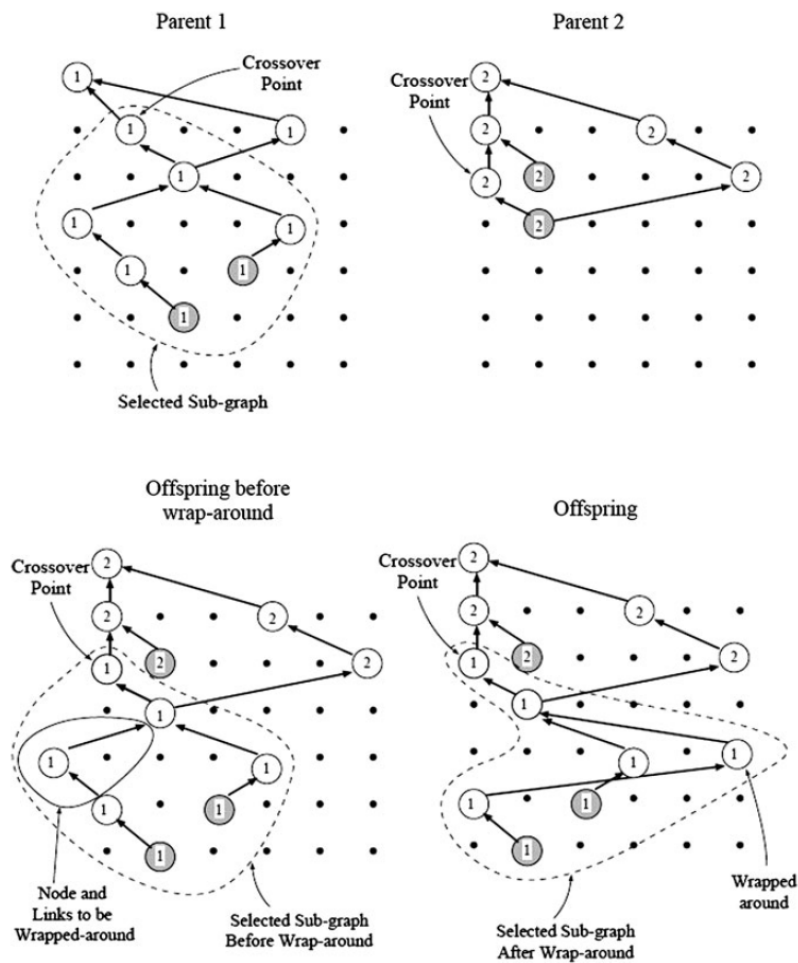 Parent 1
Parent 2
Crossover
Point
Crossover
Point
1
2
1
1
2
2
1
2
2
2
1
1
2
1
1
1
Selected Sub-graph
Offspring before
wrap-around
Offspring
Crossover
Point
Crossover
Point
2
2
2
2
2
2
1
2
2
1
2
2
1
1
1
1
1
1
1
1
1
1
1
1
Node and
Links to be
Wrapped-around
Selected Sub-graph
Before Wrap-around
Selected Sub-graph
After Wrap-around
Wrapped
around